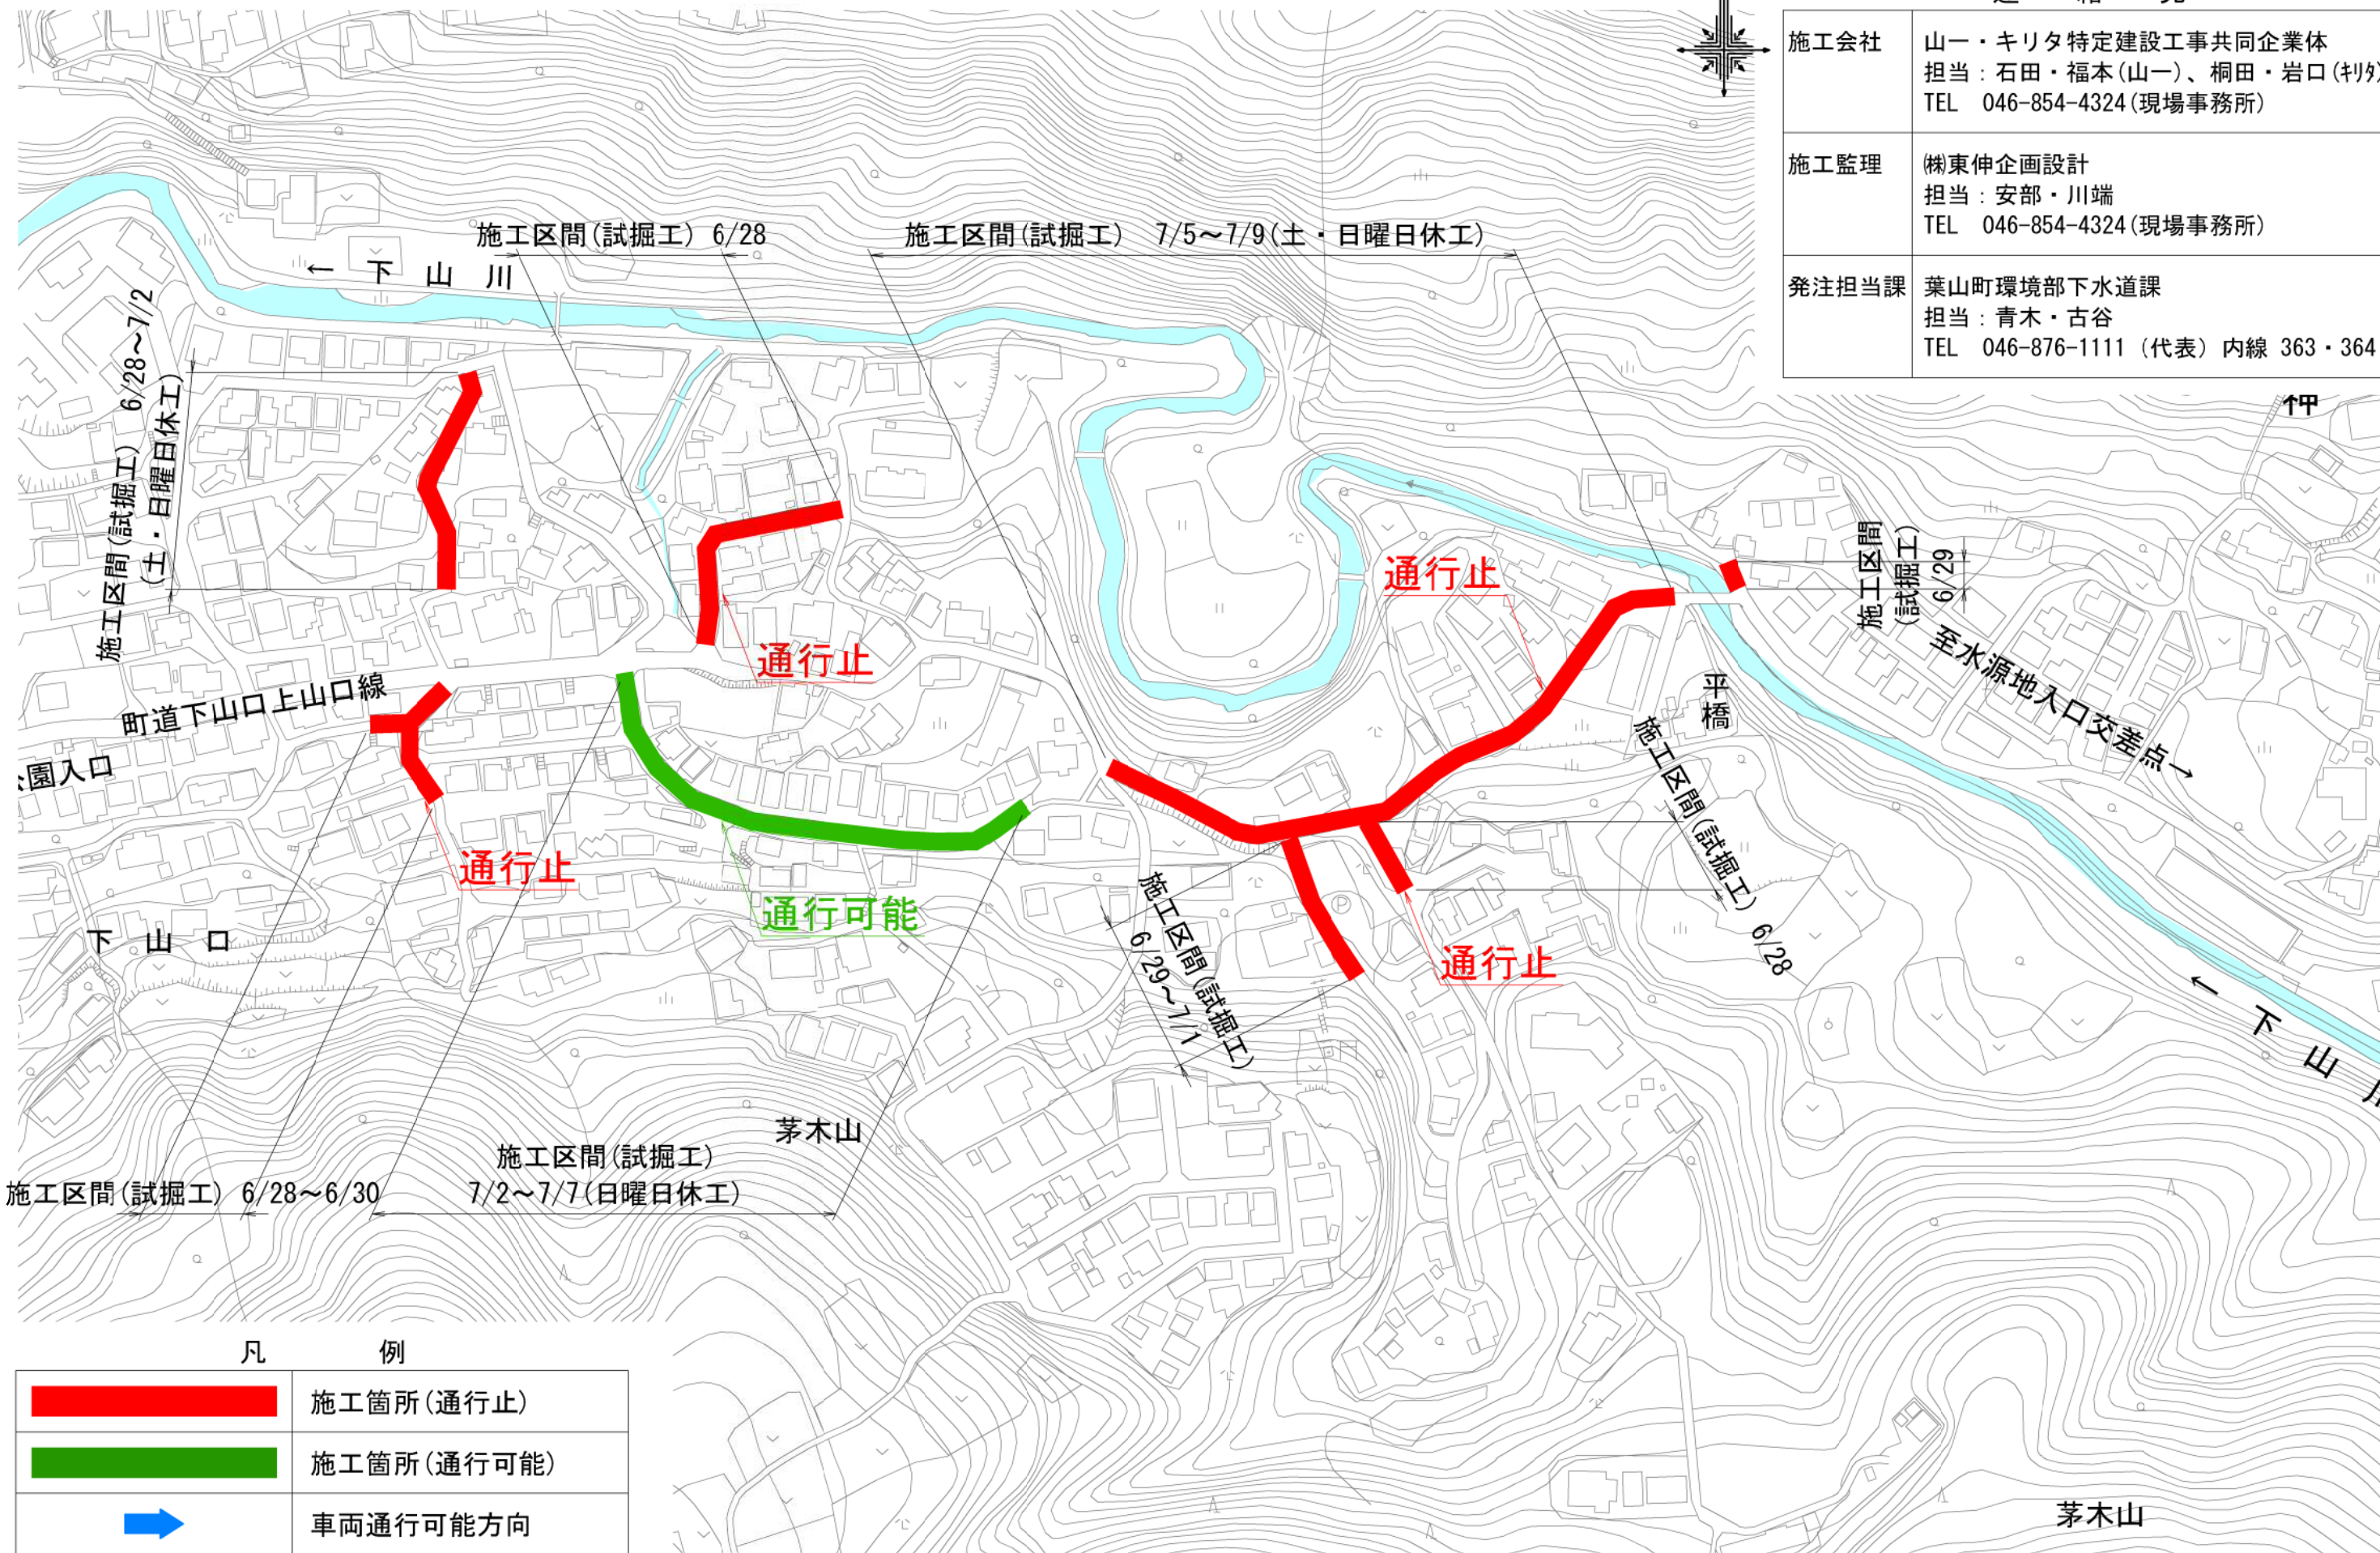 施工会社
山一・キリタ特定建設工事共同企業体
担当：石田・福本(山一)、桐田・岩口(ｷﾘﾀ)
TEL 046-854-4324(現場事務所)
施工監理
㈱東伸企画設計
担当：安部・川端
TEL 046-854-4324(現場事務所)
発注担当課
葉山町環境部下水道課
担当：青木・古谷
TEL 046-876-1111（代表）内線 363・364
施工区間(試掘工) 6/28
施工区間(試掘工) 7/5～7/9(土・日曜日休工)
← 下 山 川
施工区間(試掘工) 6/28～7/2
(土・日曜日休工)
通行止
通行止
施工区間
(試掘工)
6/29
至水源地入口交差点→
平橋
町道下山口上山口線
園入口
施工区間(試掘工) 6/28
通行止
通行可能
施工区間(試掘工)
6/29～7/1
通行止
下 山 口
← 下 山
P
茅木山
施工区間(試掘工)
7/2～7/7(日曜日休工)
施工区間(試掘工) 6/28～6/30
凡 例
施工箇所(通行止)
施工箇所(通行可能)
車両通行可能方向
茅木山